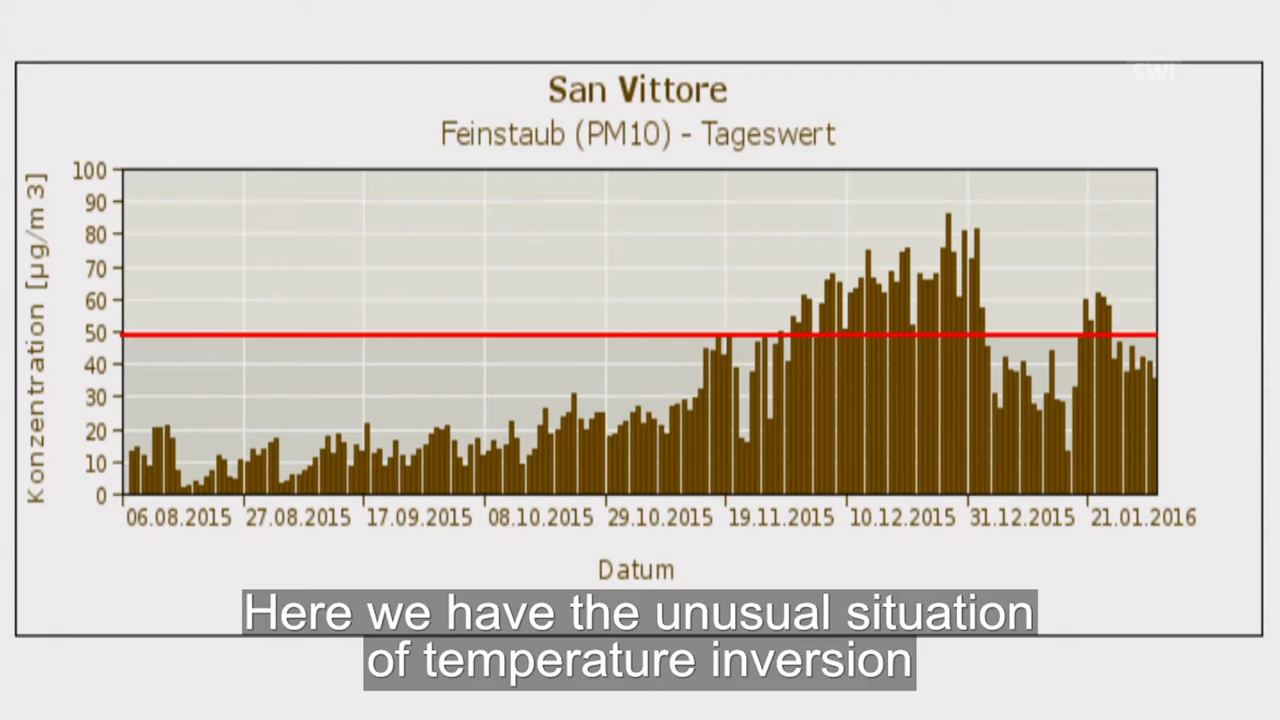 swi
San Vittore
Feinstaub (PM10) - Tageswert
Konzentration [µg/m 3]
100
90
80
70
60
50
40
30
20
10
0
06.08.2015 27.08.2015 17.09.2015 08.10.2015 29.10.2015 19.11.2015 10.12.2015 31.12.2015 21.01.2016
Datum
Here we have the unusual situation
of temperature inversion